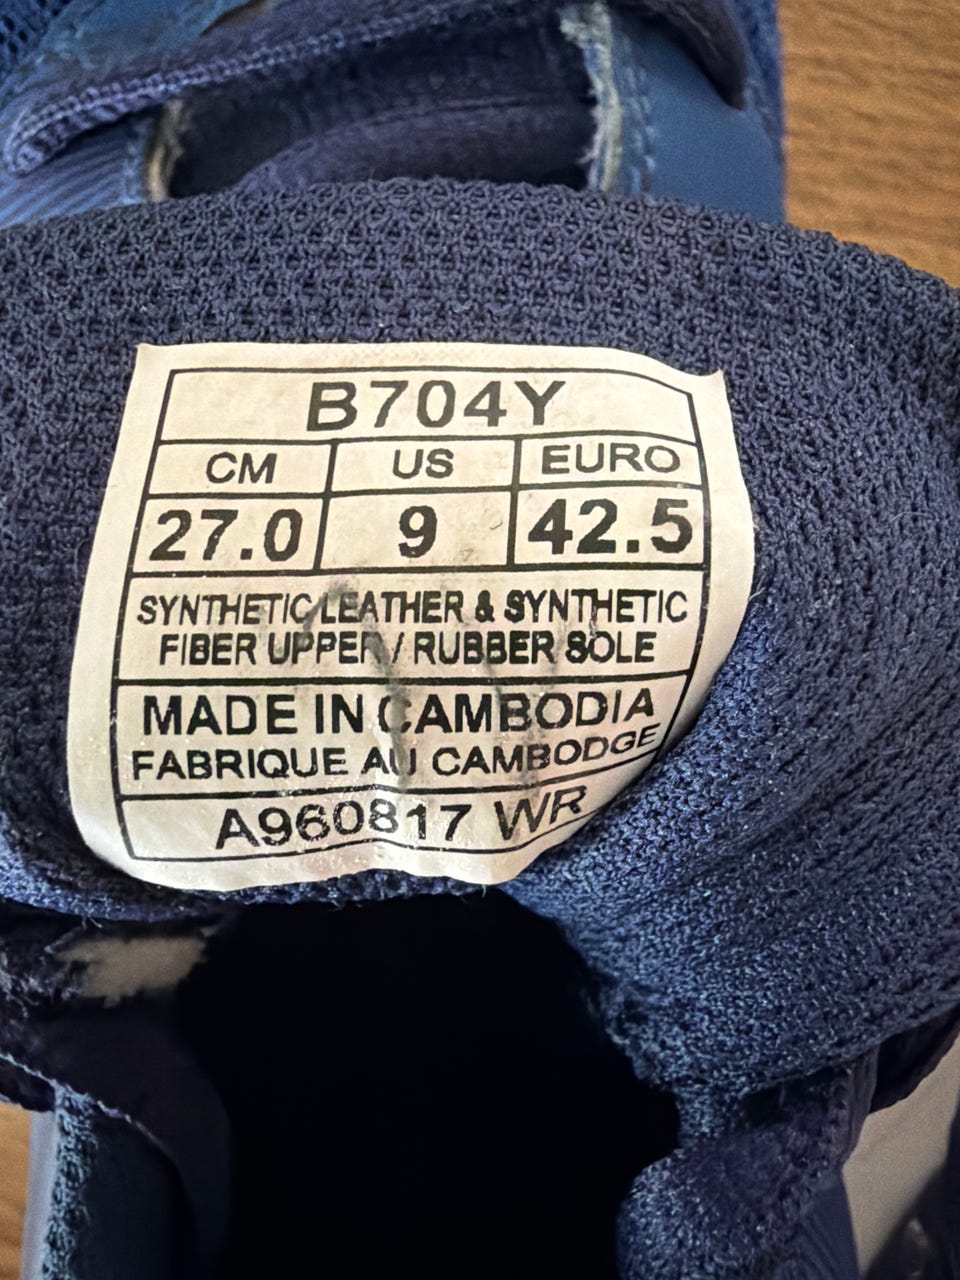 B704Y
CM US EURO
27.0 9 42.5
SYNTHETIC LEATHER & SYNTHETIC
FIBER UPPER / RUBBER SOLE
MADE IN CAMBODIA
FABRIQUE AU CAMBODGE
A960817 WR